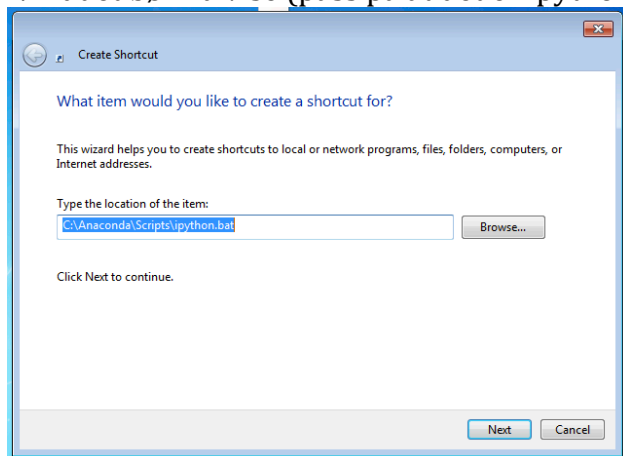 Create Shortcut
What item would you like to create a shortcut for?
This wizard helps you to create shortcuts to local or network programs, files, folders, computers, or
Internet addresses.
Type the location of the item:
C:\Anaconda\Scripts\ipython.bat
Browse...
Click Next to continue.
Next Cancel